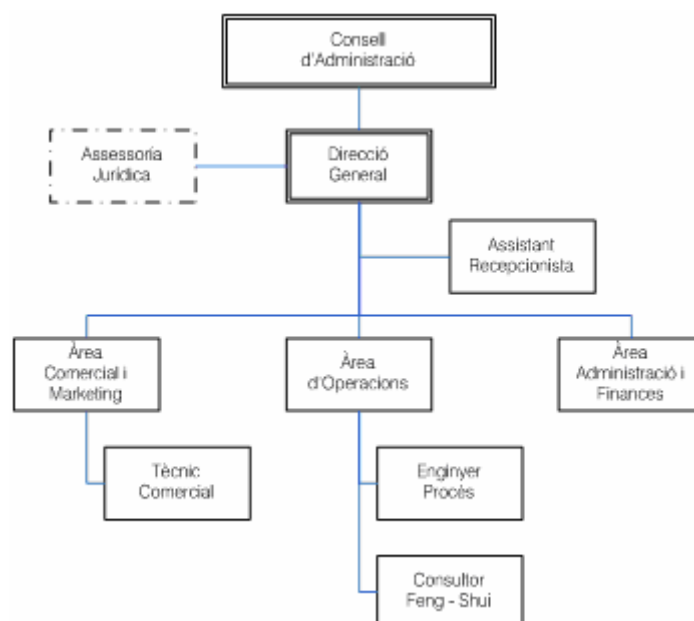 Consell
d'Administració
Assessoría
Jurídica
Direcció
General
Assistant
Recepcionista
Àrea
Comercial i
Marketing
Àrea
d'Operacions
Àrea
Administració i
Finances
Tècnic
Comercial
Enginyer
Procés
Consultor
Feng - Shui